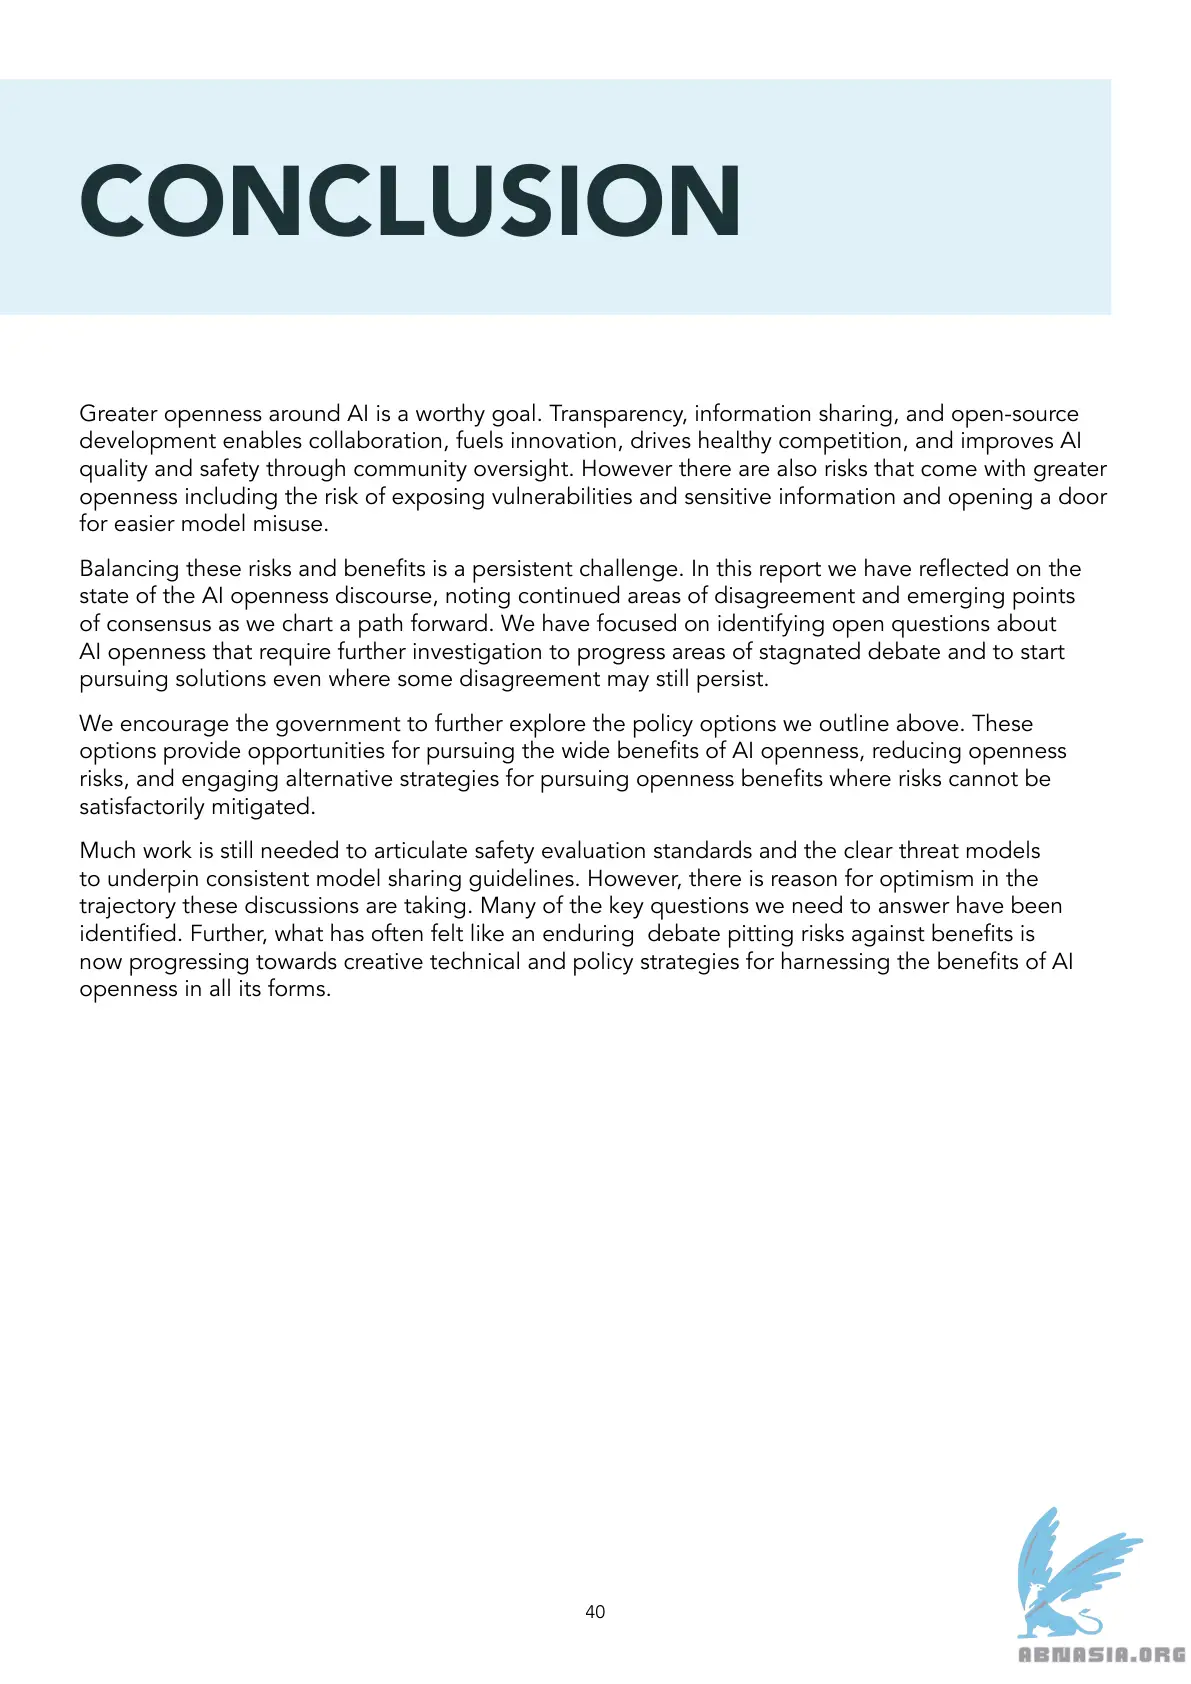 CONCLUSION
Greater openness around AI is a worthy goal. Transparency, information sharing, and open-source
development enables collaboration, fuels innovation, drives healthy competition, and improves AI
quality and safety through community oversight. However there are also risks that come with greater
openness including the risk of exposing vulnerabilities and sensitive information and opening a door
for easier model misuse.
Balancing these risks and benefits is a persistent challenge. In this report we have reflected on the
state of the AI openness discourse, noting continued areas of disagreement and emerging points
of consensus as we chart a path forward. We have focused on identifying open questions about
AI openness that require further investigation to progress areas of stagnated debate and to start
pursuing solutions even where some disagreement may still persist.
We encourage the government to further explore the policy options we outline above. These
options provide opportunities for pursuing the wide benefits of AI openness, reducing openness
risks, and engaging alternative strategies for pursuing openness benefits where risks cannot be
satisfactorily mitigated.
Much work is still needed to articulate safety evaluation standards and the clear threat models
to underpin consistent model sharing guidelines. However, there is reason for optimism in the
trajectory these discussions are taking. Many of the key questions we need to answer have been
identified. Further, what has often felt like an enduring  debate pitting risks against benefits is
now progressing towards creative technical and policy strategies for harnessing the benefits of AI
openness in all its forms.
40
ABNASIA.ORG